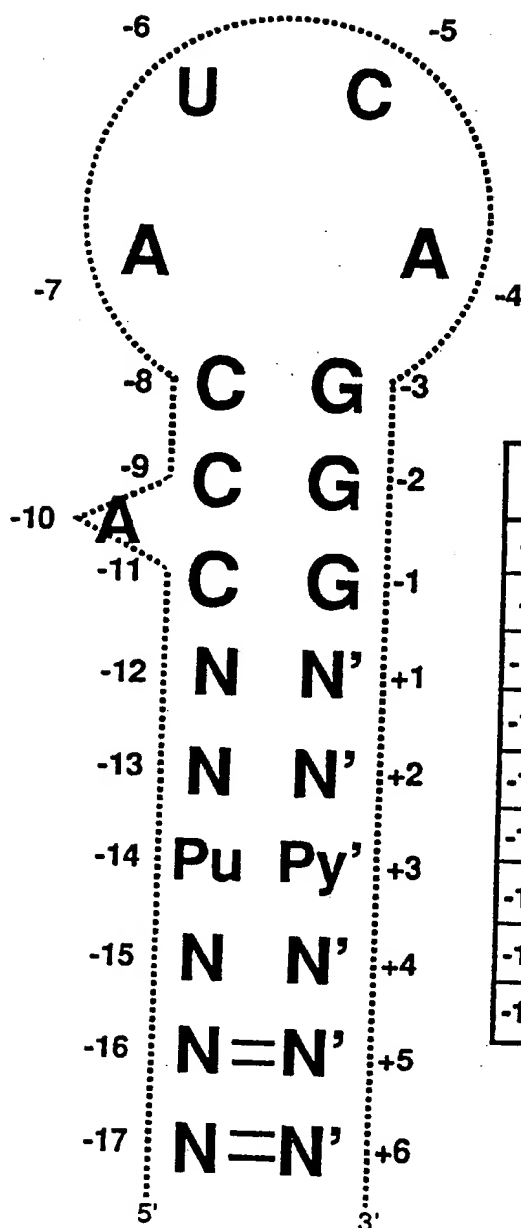 -6 -5
U C
A A
-7 -4
-8 C G -3
-9 C G -2
-10 A
-11 C G -1
-12 N N' +1
-13 N N' +2
-14 Pu Py' +3
-15 N N' +4
-16 N=N' +5
-17 N=N' +6
5' 3'